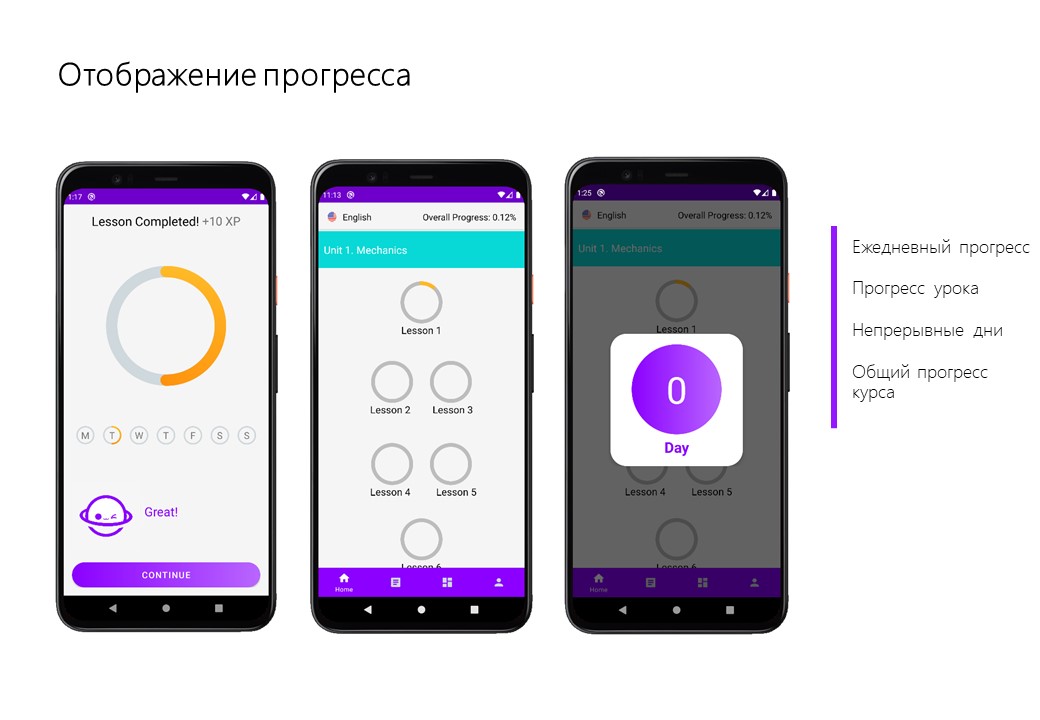 Отображение прогресса
1:17
Lesson Completed! +10 XP
M T W T F S S
Great!
CONTINUE
11:13
English Overall Progress: 0.12%
Unit 1. Mechanics
Lesson 1
Lesson 2 Lesson 3
Lesson 4 Lesson 5
Lesson 6
Home
1:25
English Overall Progress: 0.12%
Unit 1. Mechanics
Lesson 1
0
Day
Lesson 4 Lesson 5
Lesson 6
Home
Ежедневный прогресс
Прогресс урока
Непрерывные дни
Общий прогресс
курса